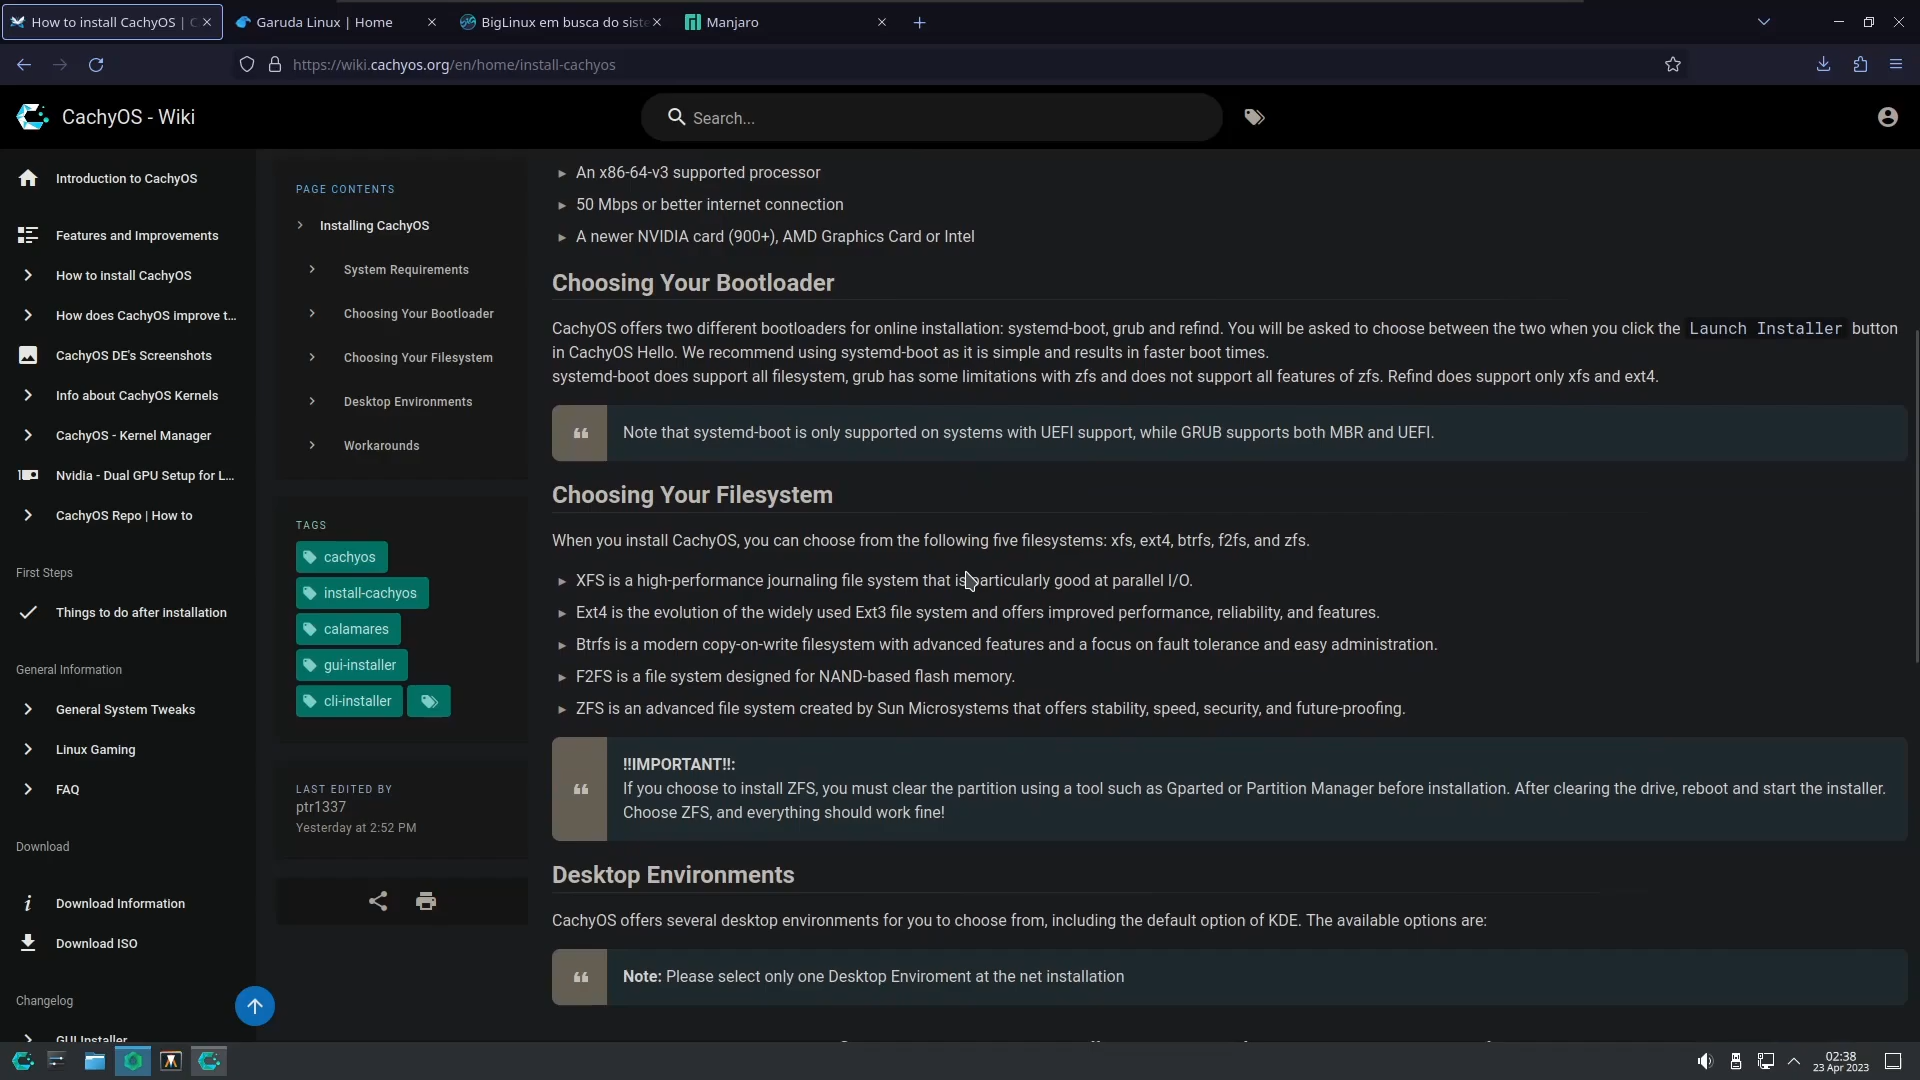 How to install CachyOS | C
Garuda Linux | Home
BigLinux em busca do siste
Manjaro
https://wiki.cachyos.org/en/home/install-cachyos
CachyOS - Wiki
Search...
Introduction to CachyOS
Features and Improvements
How to install CachyOS
How does CachyOS improve t...
CachyOS DE's Screenshots
Info about CachyOS Kernels
CachyOS - Kernel Manager
Nvidia - Dual GPU Setup for L...
CachyOS Repo | How to
First Steps
Things to do after installation
General Information
General System Tweaks
Linux Gaming
FAQ
Download
Download Information
Download ISO
Changelog
GUI Installer
PAGE CONTENTS
Installing CachyOS
System Requirements
Choosing Your Bootloader
Choosing Your Filesystem
Desktop Environments
Workarounds
TAGS
cachyos
install-cachyos
calamares
gui-installer
cli-installer
LAST EDITED BY
ptr1337
Yesterday at 2:52 PM
An x86-64-v3 supported processor
50 Mbps or better internet connection
A newer NVIDIA card (900+), AMD Graphics Card or Intel
Choosing Your Bootloader
CachyOS offers two different bootloaders for online installation: systemd-boot, grub and refind. You will be asked to choose between the two when you click the Launch Installer button
in CachyOS Hello. We recommend using systemd-boot as it is simple and results in faster boot times.
systemd-boot does support all filesystem, grub has some limitations with zfs and does not support all features of zfs. Refind does support only xfs and ext4.
Note that systemd-boot is only supported on systems with UEFI support, while GRUB supports both MBR and UEFI.
Choosing Your Filesystem
When you install CachyOS, you can choose from the following five filesystems: xfs, ext4, btrfs, f2fs, and zfs.
XFS is a high-performance journaling file system that is particularly good at parallel I/O.
Ext4 is the evolution of the widely used Ext3 file system and offers improved performance, reliability, and features.
Btrfs is a modern copy-on-write filesystem with advanced features and a focus on fault tolerance and easy administration.
F2FS is a file system designed for NAND-based flash memory.
ZFS is an advanced file system created by Sun Microsystems that offers stability, speed, security, and future-proofing.
!!IMPORTANT!!:
If you choose to install ZFS, you must clear the partition using a tool such as Gparted or Partition Manager before installation. After clearing the drive, reboot and start the installer.
Choose ZFS, and everything should work fine!
Desktop Environments
CachyOS offers several desktop environments for you to choose from, including the default option of KDE. The available options are:
Note: Please select only one Desktop Enviroment at the net installation
02:38
23 Apr 2023